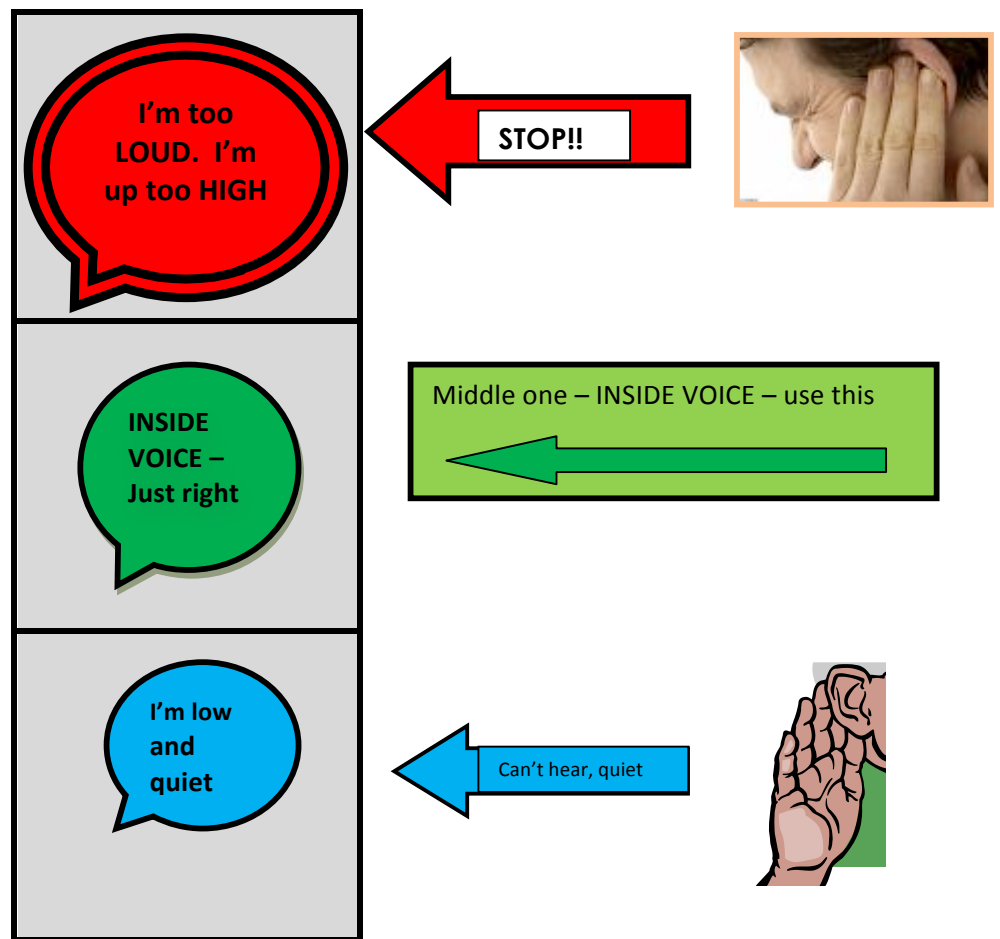 I'm too
LOUD.  I'm
up too HIGH
STOP!!
INSIDE
VOICE –
Just right
Middle one – INSIDE VOICE – use this
I'm low
and
quiet
Can't hear, quiet